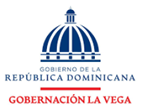 GOBIERNO DE LA
REPÚBLICA DOMINICANA
GOBERNACIÓN LA VEGA